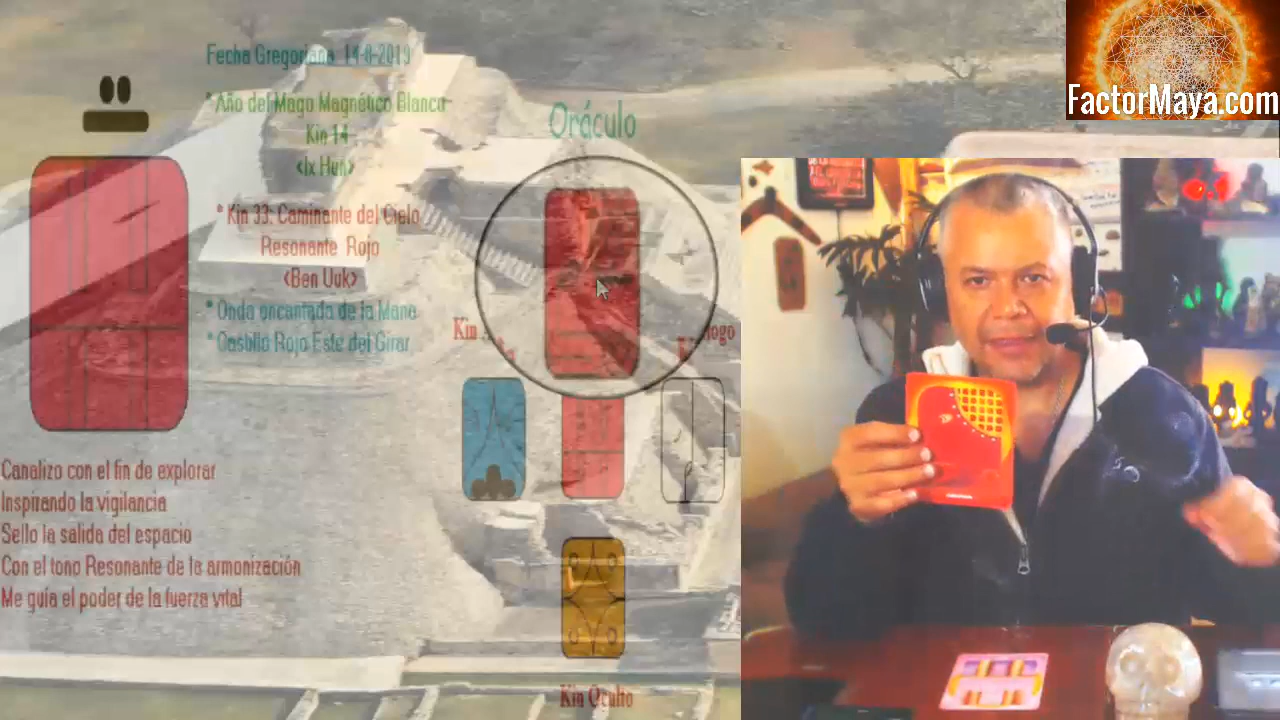 Fecha Gregoriana 14-8-2019
* Año del Mago Magnético Blanco
Kin 14
<Ix Hun>
* Kin 33: Caminante del Cielo
Resonante Rojo
<Ben Uuk>
* Onda encantada de la Mano
* Castillo Rojo Este del Girar
Oráculo
Kin
Canalizo con el fin de explorar
Inspirando la vigilancia
Sello la salida del espacio
Con el tono Resonante de la armonización
Me guía el poder de la fuerza vital
Kin Oculto
FactorMaya.com